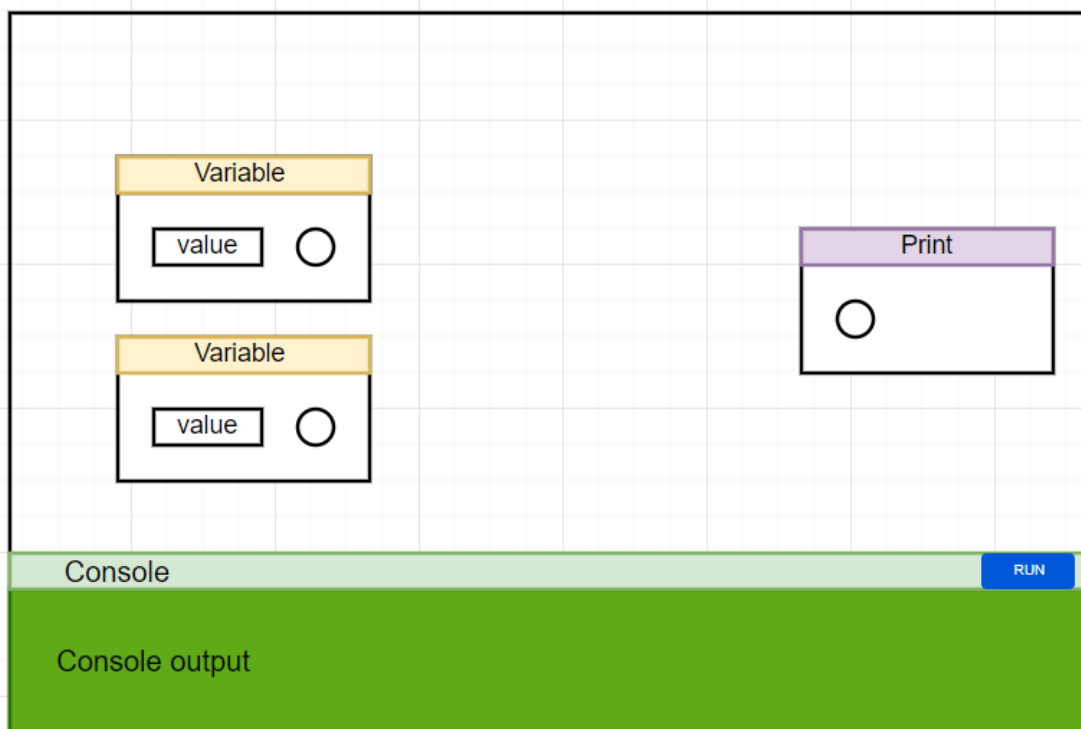 Variable
value
Print
Variable
value
Console
RUN
Console output